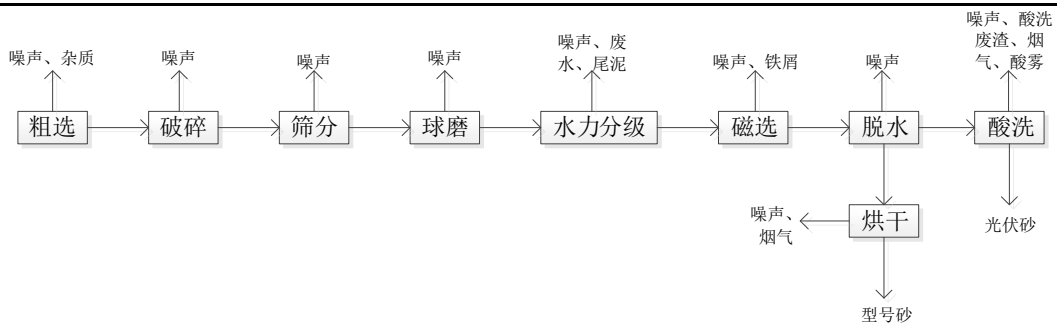 噪声、杂质
噪声
噪声
噪声
噪声、废
水、尾泥
噪声、铁屑
噪声
噪声、酸洗
废渣、烟
气、酸雾
粗选
破碎
筛分
球磨
水力分级
磁选
脱水
酸洗
噪声、
烟气
烘干
光伏砂
型号砂